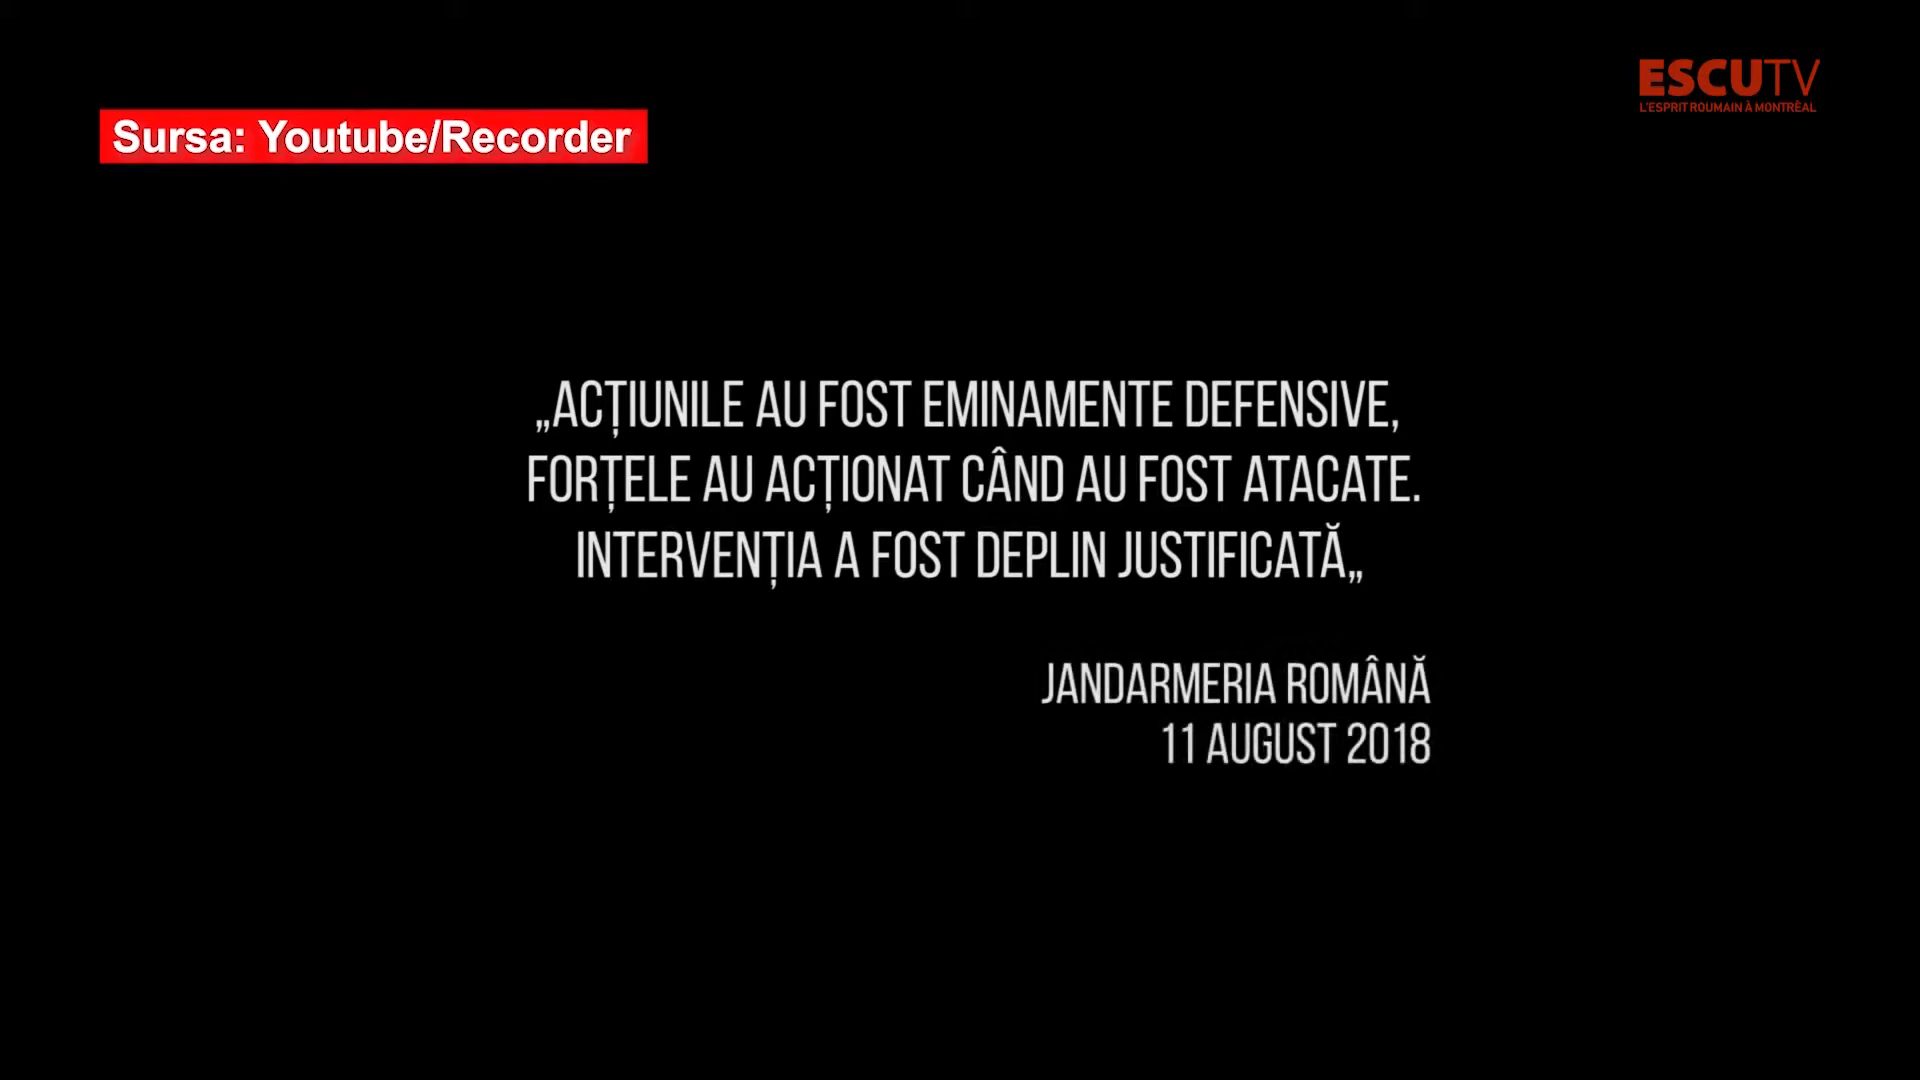 ESCUTV
L'ESPRIT ROUMAIN À MONTRÉAL
Sursa: Youtube/Recorder
„ACȚIUNILE AU FOST EMINAMENTE DEFENSIVE,
FORȚELE AU ACȚIONAT CÂND AU FOST ATACATE.
INTERVENȚIA A FOST DEPLIN JUSTIFICATĂ„
JANDARMERIA ROMÂNĂ
11 AUGUST 2018